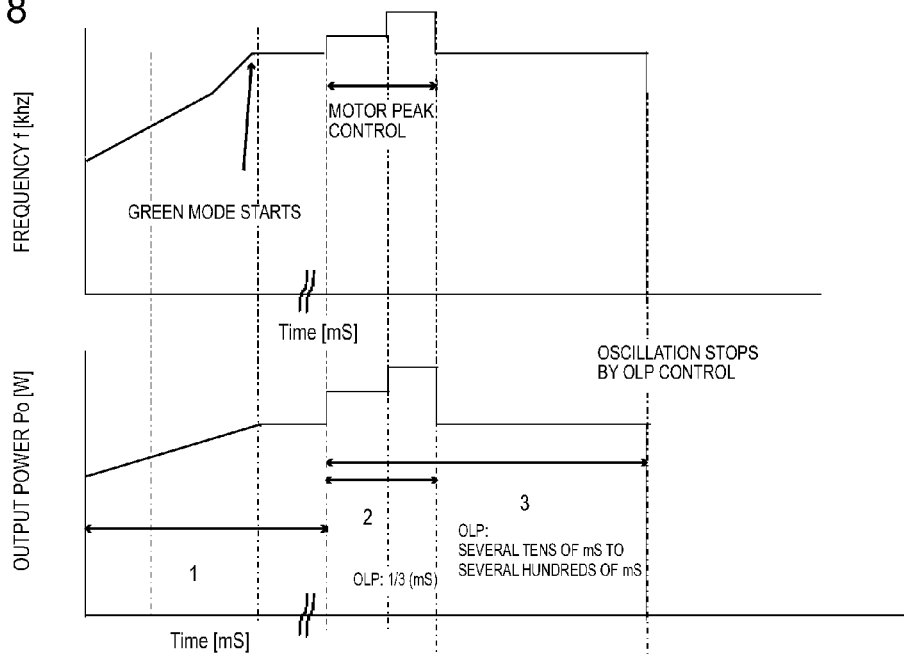 8
FREQUENCY f [khz]
MOTOR PEAK
CONTROL
GREEN MODE STARTS
Time [mS]
OSCILLATION STOPS
BY OLP CONTROL
OUTPUT POWER Po [W]
2
3
OLP:
SEVERAL TENS OF mS TO
SEVERAL HUNDREDS OF mS
1
OLP: 1/3 (mS)
Time [mS]